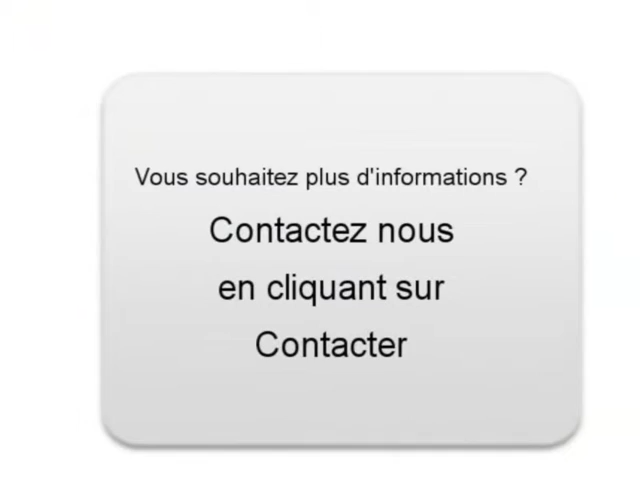 Vous souhaitez plus d'informations ?
Contactez nous
en cliquant sur
Contacter